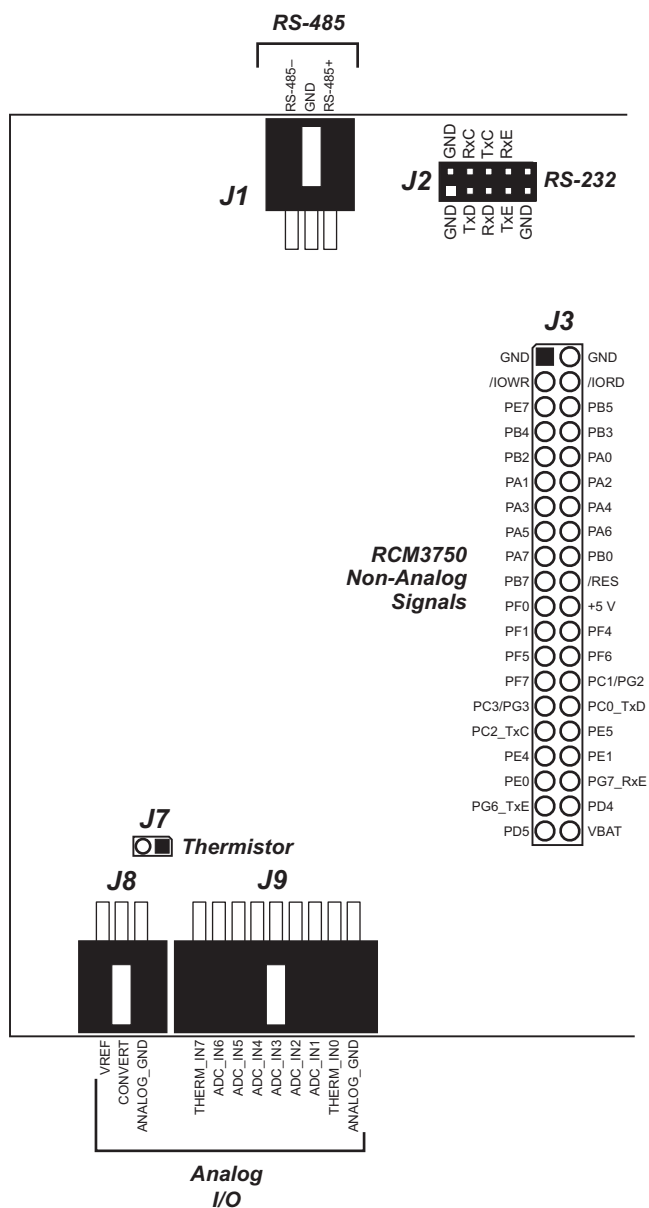 RS-485
RS-485–
GND
RS-485+
J1
GND
RxC
TxC
RxE
J2
RS-232
GND
TxD
RxD
TxE
GND
J3
GND GND
/IOWR /IORD
PE7 PB5
PB4 PB3
PB2 PA0
PA1 PA2
PA3 PA4
PA5 PA6
PA7 PB0
PB7 /RES
PF0 +5 V
PF1 PF4
PF5 PF6
PF7 PC1/PG2
PC3/PG3 PC0_TxD
PC2_TxC PE5
PE4 PE1
PE0 PG7_RxE
PG6_TxE PD4
PD5 VBAT
RCM3750
Non-Analog
Signals
J7
Thermistor
J8
J9
VREF
CONVERT
ANALOG_GND
THERM_IN7
ADC_IN6
ADC_IN5
ADC_IN4
ADC_IN3
ADC_IN2
ADC_IN1
THERM_IN0
ANALOG_GND
Analog
I/O